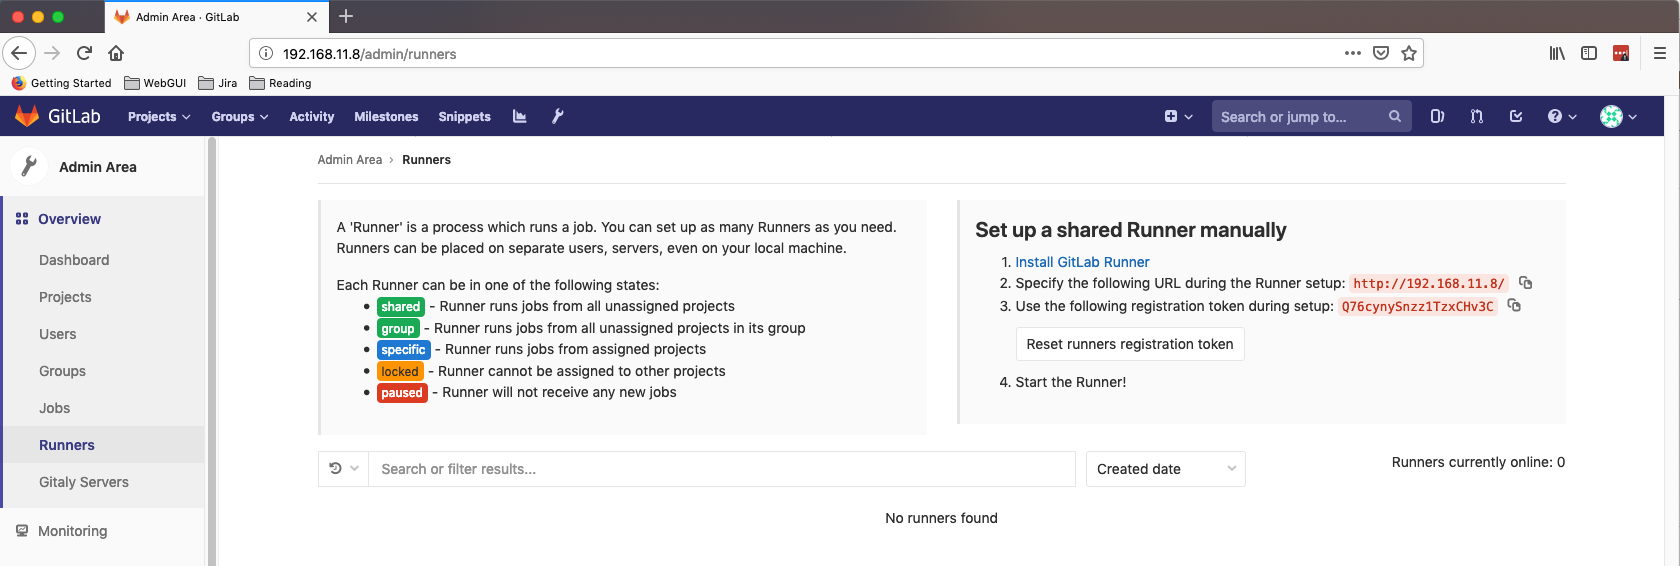 Admin Area · GitLab
192.168.11.8/admin/runners
Getting Started WebGUI Jira Reading
GitLab Projects Groups Activity Milestones Snippets Search or jump to...
Admin Area
Overview
Dashboard
Projects
Users
Groups
Jobs
Runners
Gitaly Servers
Monitoring
Admin Area › Runners
A 'Runner' is a process which runs a job. You can set up as many Runners as you need.
Runners can be placed on separate users, servers, even on your local machine.
Each Runner can be in one of the following states:
• shared - Runner runs jobs from all unassigned projects
• group - Runner runs jobs from all unassigned projects in its group
• specific - Runner runs jobs from assigned projects
• locked - Runner cannot be assigned to other projects
• paused - Runner will not receive any new jobs
Set up a shared Runner manually
1. Install GitLab Runner
2. Specify the following URL during the Runner setup: http://192.168.11.8/
3. Use the following registration token during setup: Q76cynySnzz1TzxCHv3C
Reset runners registration token
4. Start the Runner!
Search or filter results...
Created date
Runners currently online: 0
No runners found